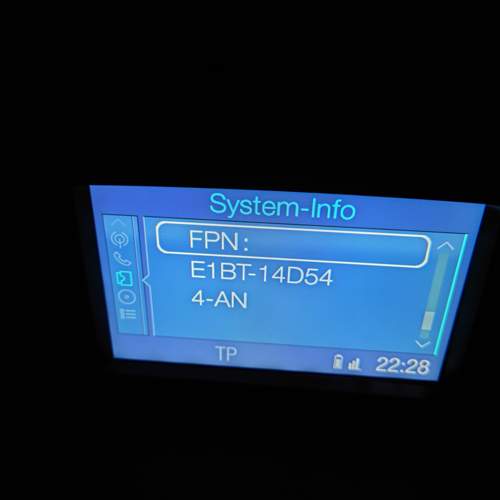 System-Info
FPN:
E1BT-14D54
4-AN
TP
22:28